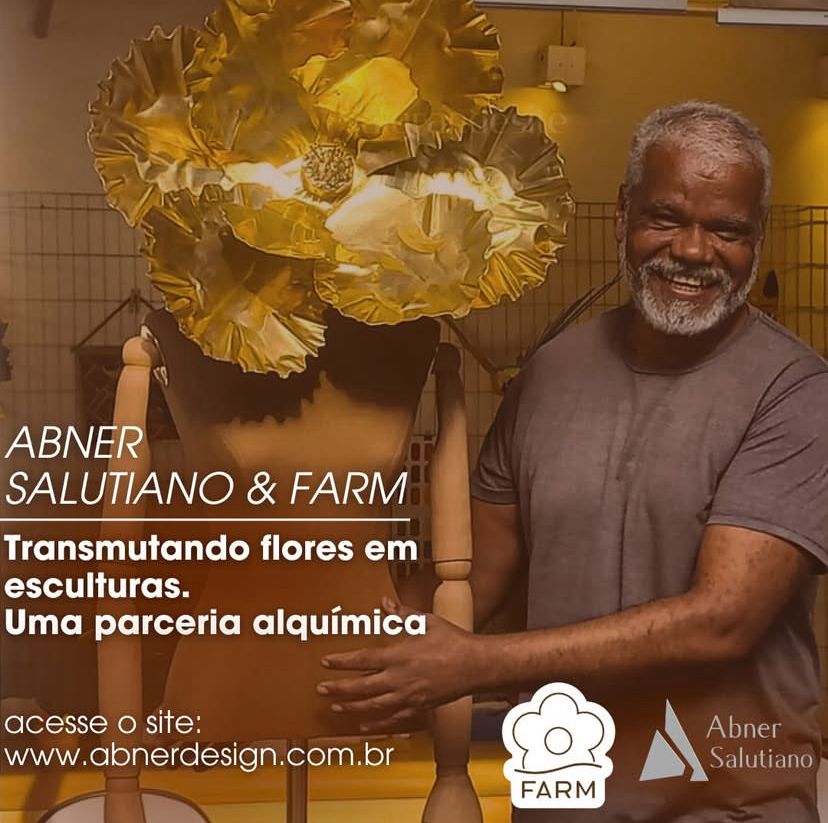 ABNER
SALUTIANO & FARM
Transmutando flores em
esculturas.
Uma parceria alquímica
acesse o site:
www.abnerdesign.com.br
FARM
Abner
Salutiano